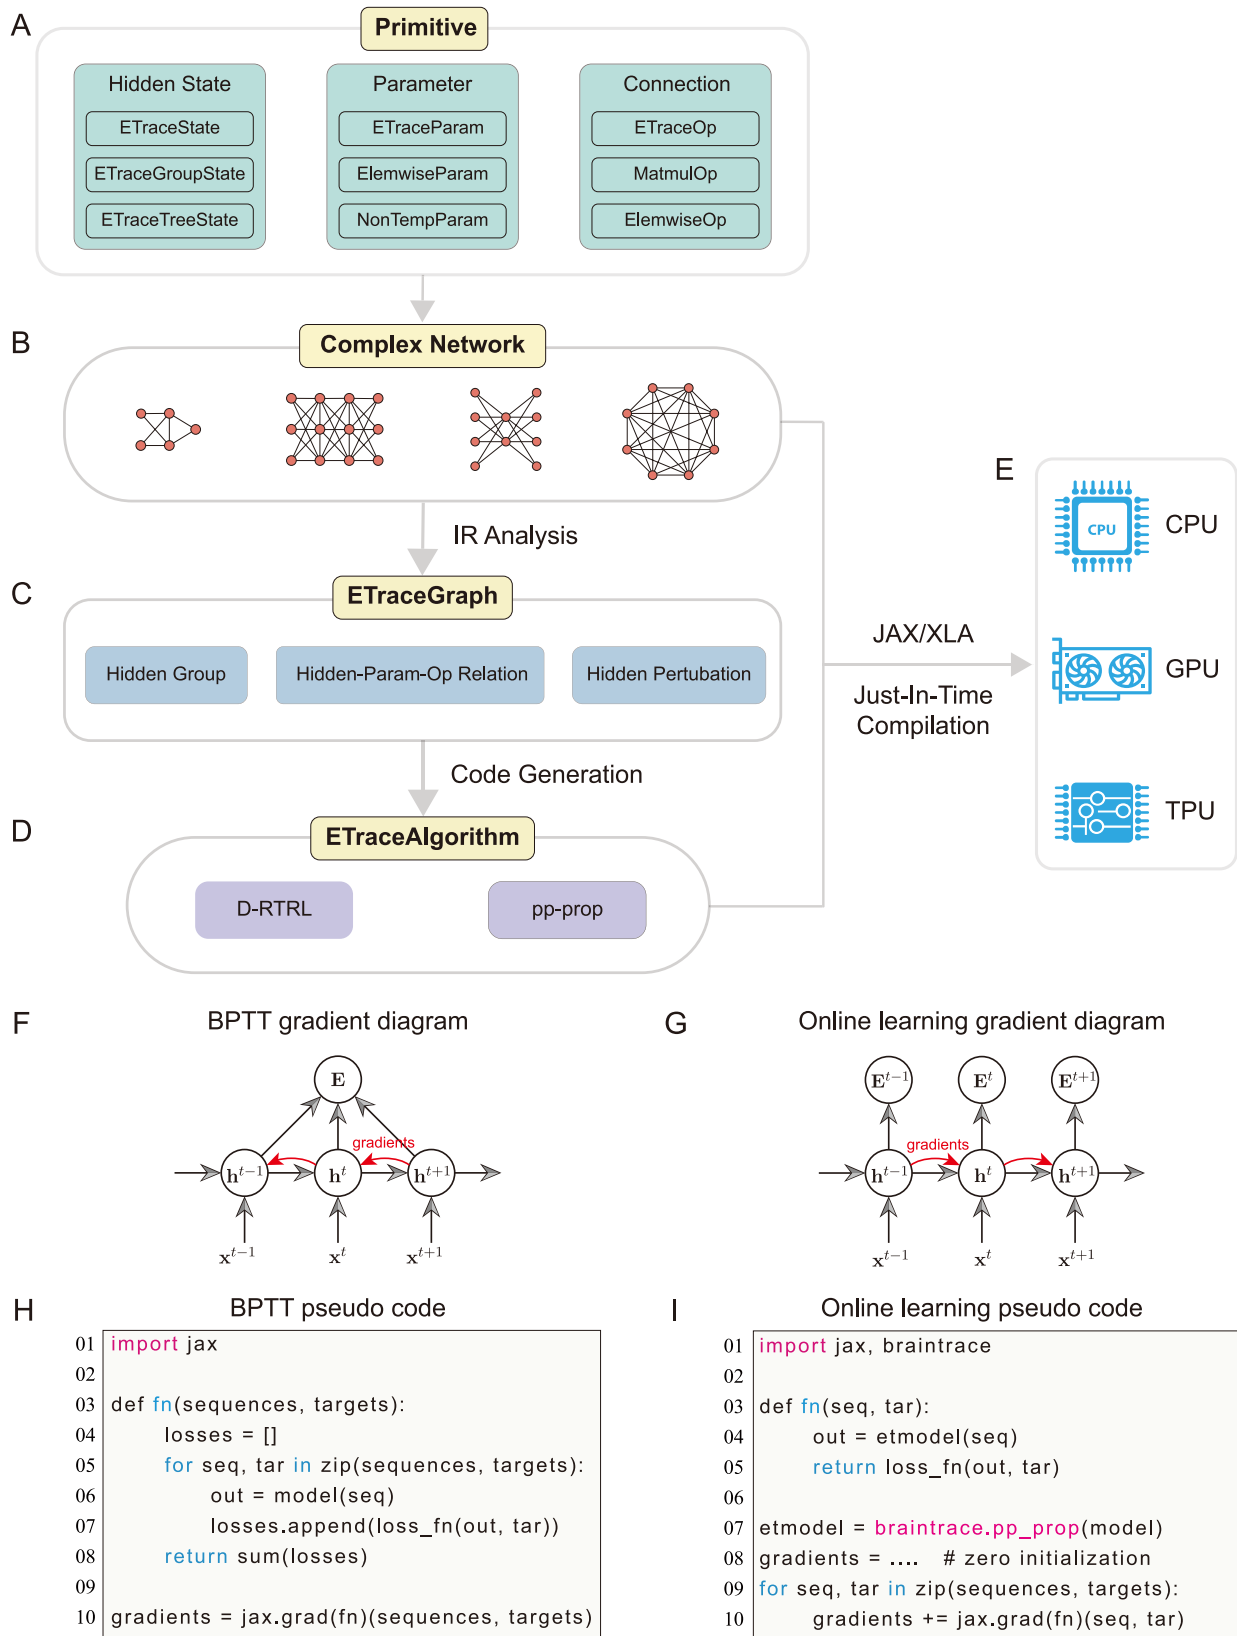 A
Primitive
Hidden State
ETraceState
ETraceGroupState
ETraceTreeState
Parameter
ETraceParam
ElemwiseParam
NonTempParam
Connection
ETraceOp
MatmulOp
ElemwiseOp
B
Complex Network
IR Analysis
C
ETraceGraph
Hidden Group
Hidden-Param-Op Relation
Hidden Pertubation
Code Generation
D
ETraceAlgorithm
D-RTRL
pp-prop
JAX/XLA
Just-In-Time
Compilation
E
CPU
CPU
GPU
TPU
F
BPTT gradient diagram
E
gradients
h^{t-1}
h^{t}
h^{t+1}
x^{t-1}
x^{t}
x^{t+1}
G
Online learning gradient diagram
E^{t-1}
E^{t}
E^{t+1}
gradients
h^{t-1}
h^{t}
h^{t+1}
x^{t-1}
x^{t}
x^{t+1}
H
BPTT pseudo code
01 import jax
02
03 def fn(sequences, targets):
04 losses = []
05 for seq, tar in zip(sequences, targets):
06 out = model(seq)
07 losses.append(loss_fn(out, tar))
08 return sum(losses)
09
10 gradients = jax.grad(fn)(sequences, targets)
I
Online learning pseudo code
01 import jax, braintrace
02
03 def fn(seq, tar):
04 out = etmodel(seq)
05 return loss_fn(out, tar)
06
07 etmodel = braintrace.pp_prop(model)
08 gradients = .... # zero initialization
09 for seq, tar in zip(sequences, targets):
10 gradients += jax.grad(fn)(seq, tar)